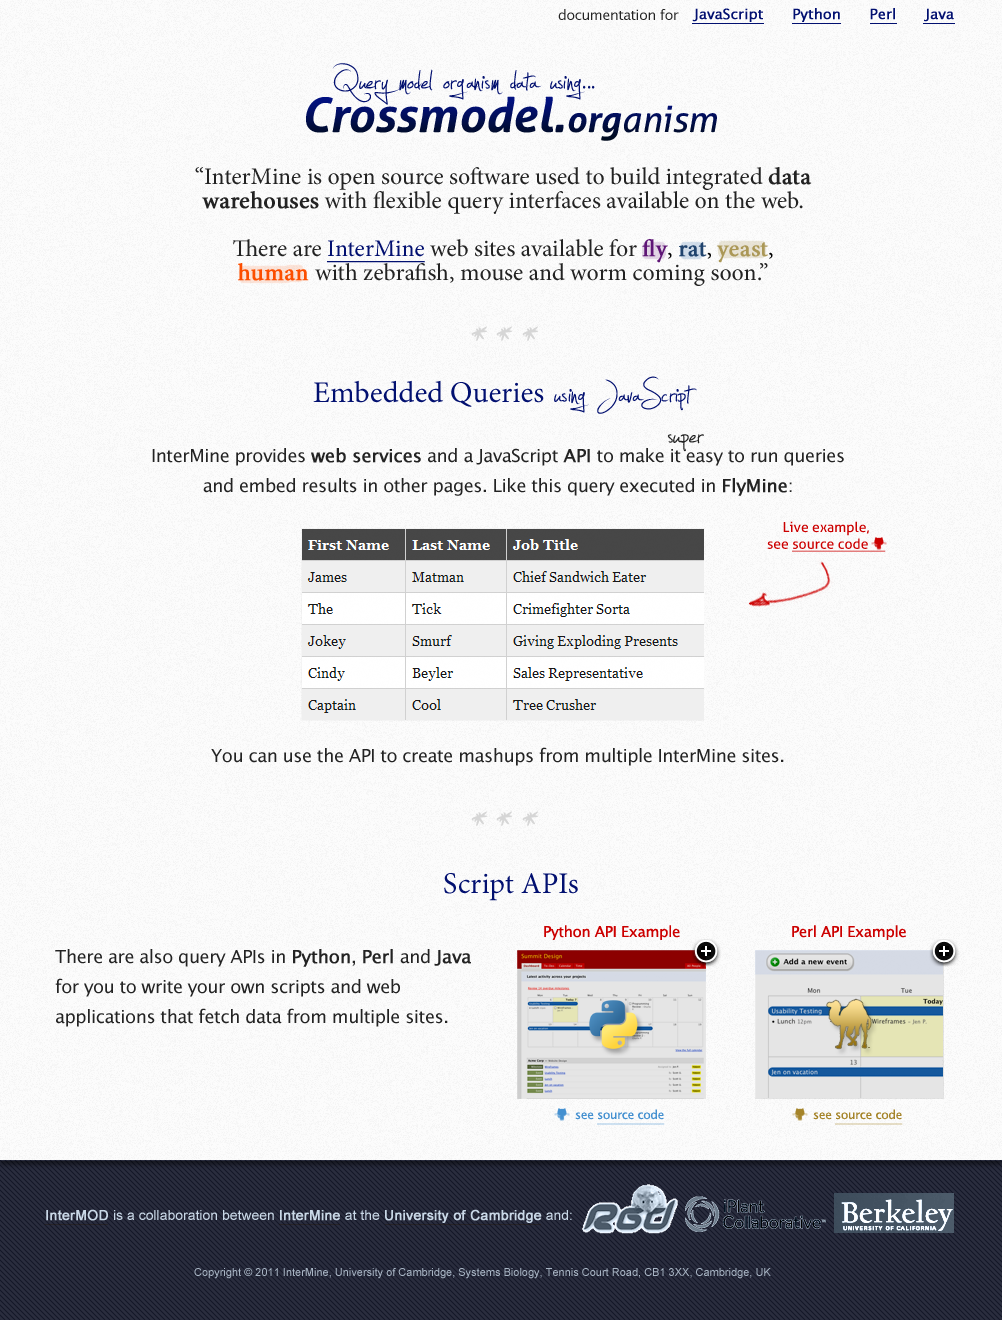 documentation for JavaScript Python Perl Java
Query model organism data using...
Crossmodel.organism
“InterMine is open source software used to build integrated data
warehouses with flexible query interfaces available on the web.
There are InterMine web sites available for fly, rat, yeast,
human with zebrafish, mouse and worm coming soon.”
Embedded Queries using JavaScript
super
InterMine provides web services and a JavaScript API to make it easy to run queries
and embed results in other pages. Like this query executed in FlyMine:
Live example,
see source code
First Name Last Name Job Title
James Matman Chief Sandwich Eater
The Tick Crimefighter Sorta
Jokey Smurf Giving Exploding Presents
Cindy Beyler Sales Representative
Captain Cool Tree Crusher
You can use the API to create mashups from multiple InterMine sites.
Script APIs
There are also query APIs in Python, Perl and Java
for you to write your own scripts and web
applications that fetch data from multiple sites.
Python API Example
Summit Design
Latest activity across your projects
see source code
Perl API Example
Add a new event
Mon Tue
Today
Usability Testing
• Lunch 12pm Wireframes – Jon F.
13
Jen on vacation
see source code
InterMOD is a collaboration between InterMine at the University of Cambridge and:
RGD
iPlant
Collaborative™
Berkeley
UNIVERSITY OF CALIFORNIA
Copyright © 2011 InterMine, University of Cambridge, Systems Biology, Tennis Court Road, CB1 3XX, Cambridge, UK